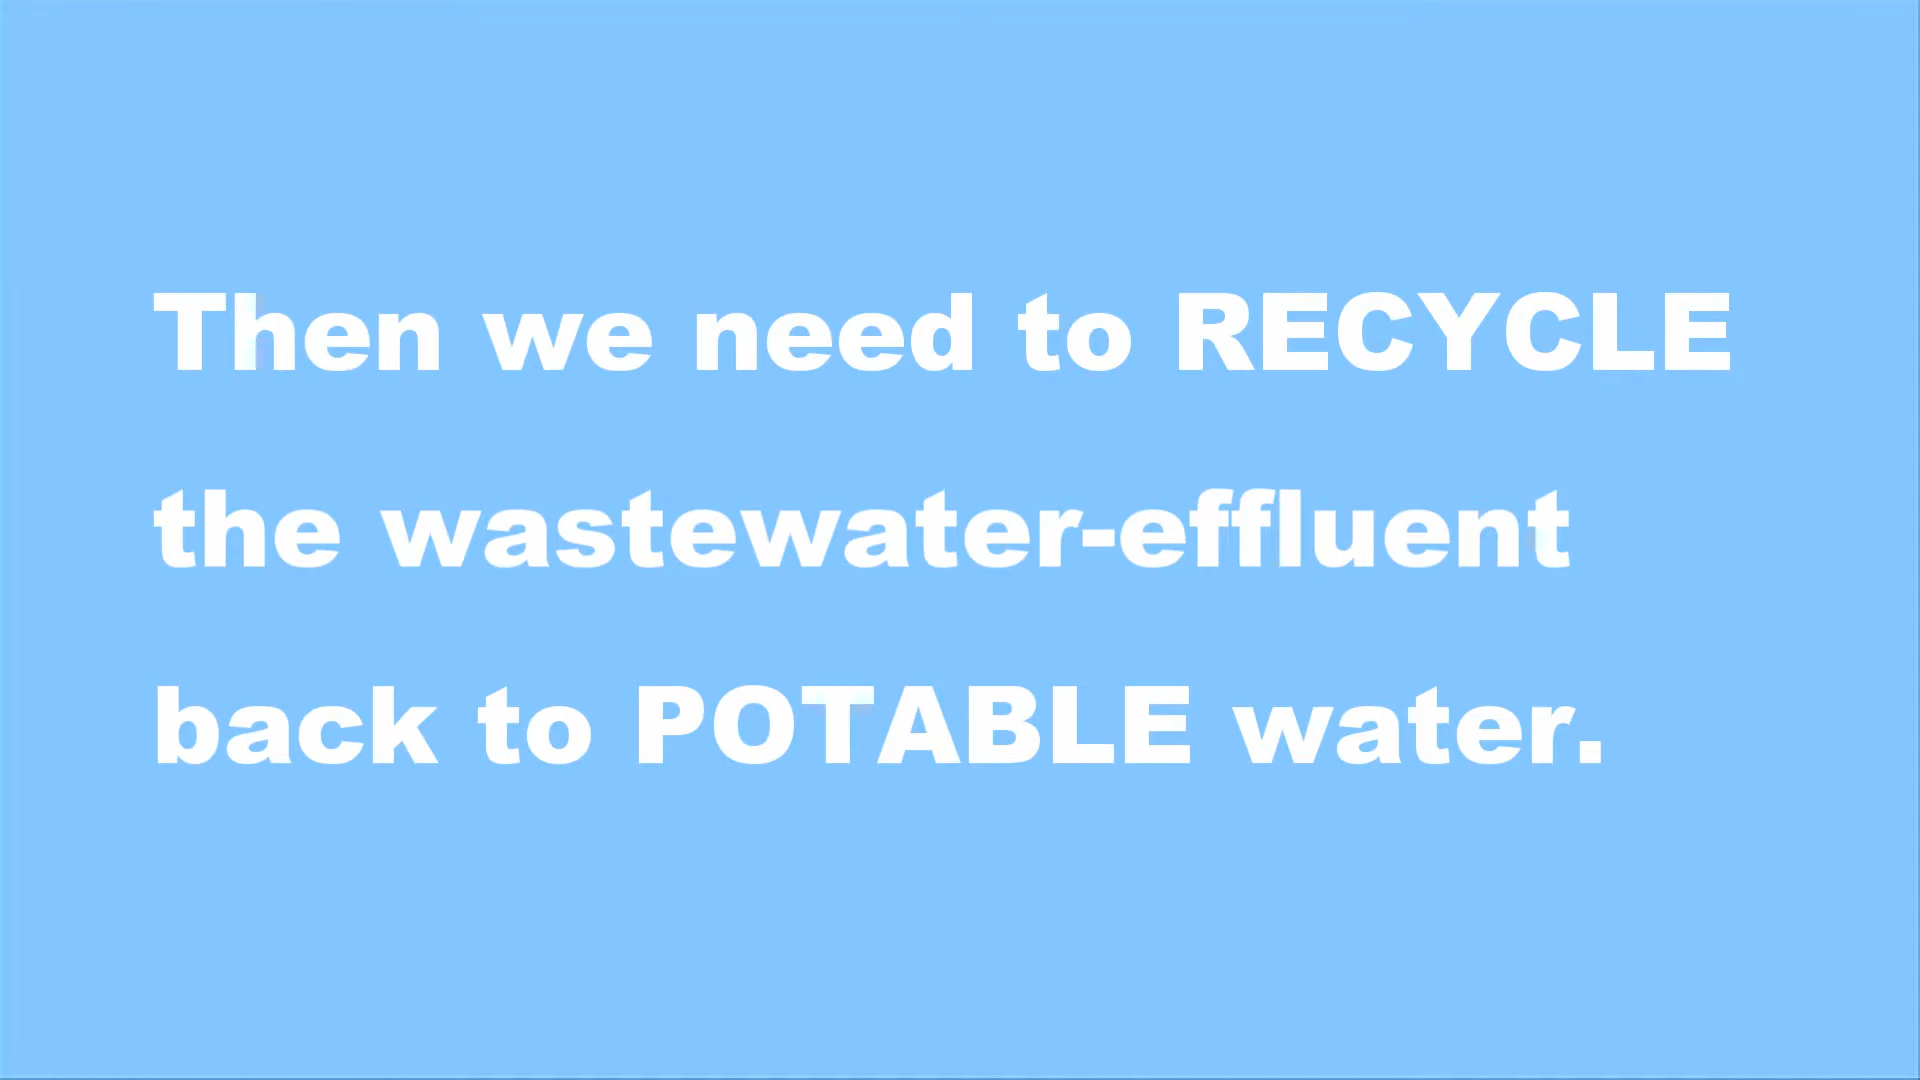 Then we need to RECYCLE
the wastewater-effluent
back to POTABLE water.